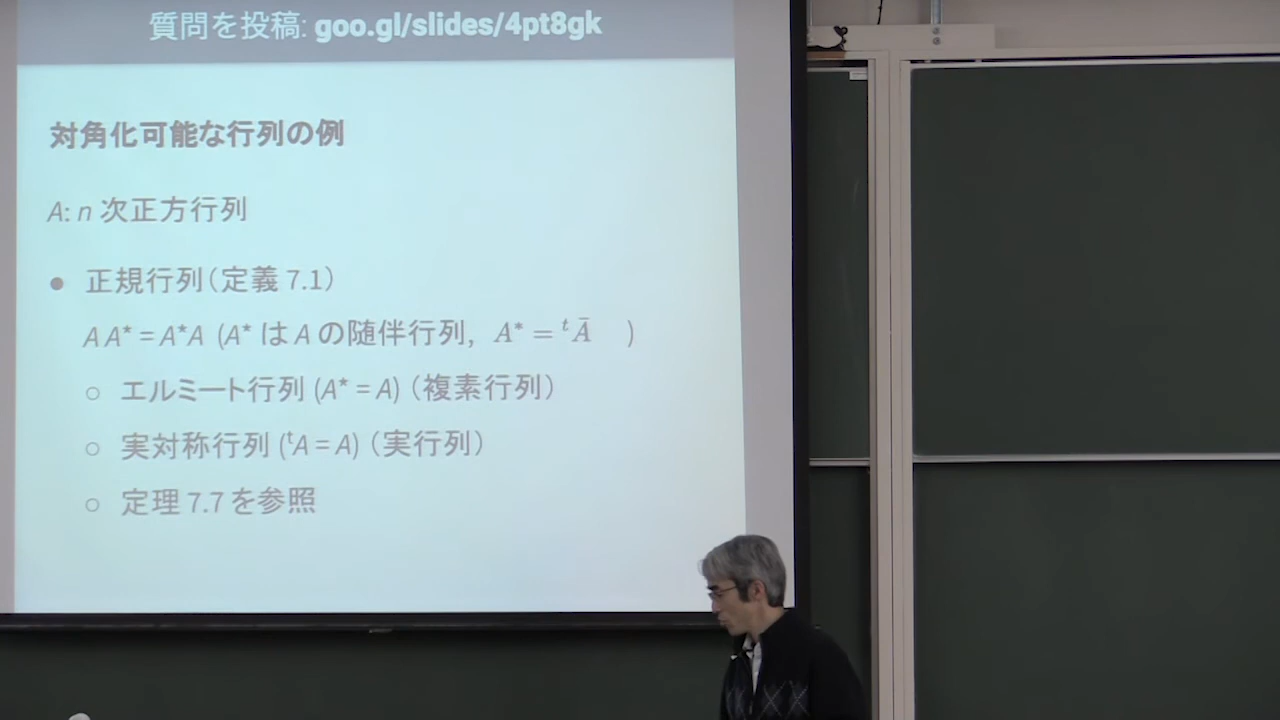 質問を投稿: goo.gl/slides/4pt8gk
対角化可能な行列の例
A: n 次正方行列
● 正規行列（定義 7.1）
A A* = A*A (A* は A の随伴行列, A* = ᵗĀ )
○ エルミート行列 (A* = A)（複素行列）
○ 実対称行列 (ᵗA = A)（実行列）
○ 定理 7.7 を参照